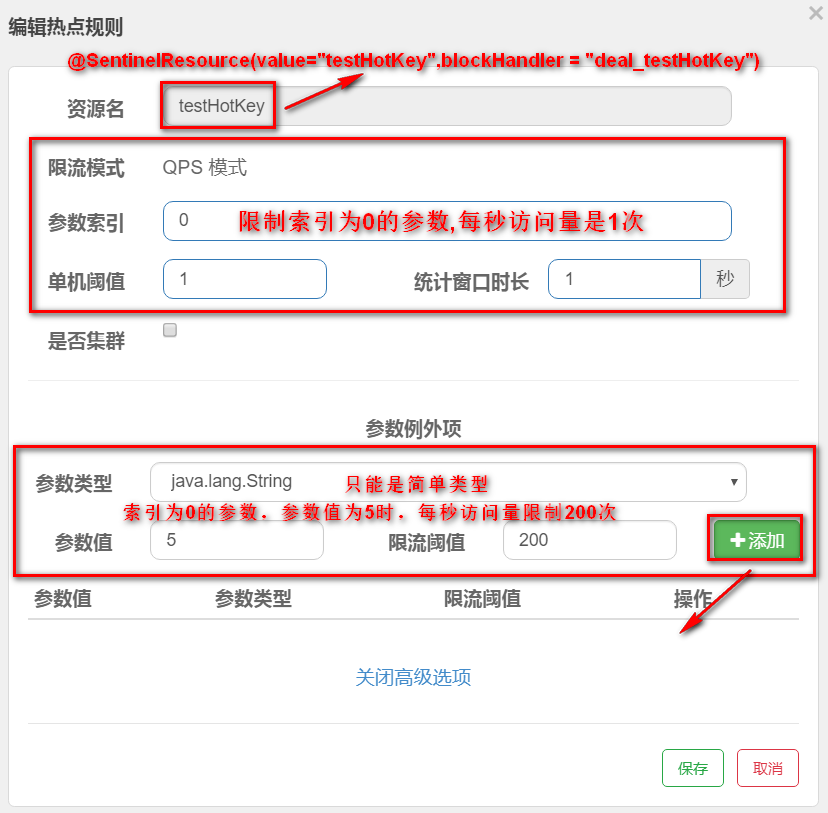 编辑热点规则
×
@SentinelResource(value="testHotKey",blockHandler = "deal_testHotKey")
资源名 testHotKey
限流模式 QPS 模式
参数索引 0 限制索引为0的参数,每秒访问量是1次
单机阈值 1 统计窗口时长 1 秒
是否集群
参数例外项
参数类型 java.lang.String 只能是简单类型
索引为0的参数．参数值为5时．每秒访问量限制200次
参数值 5 限流阈值 200 +添加
参数值 参数类型 限流阈值 操作
关闭高级选项
保存 取消